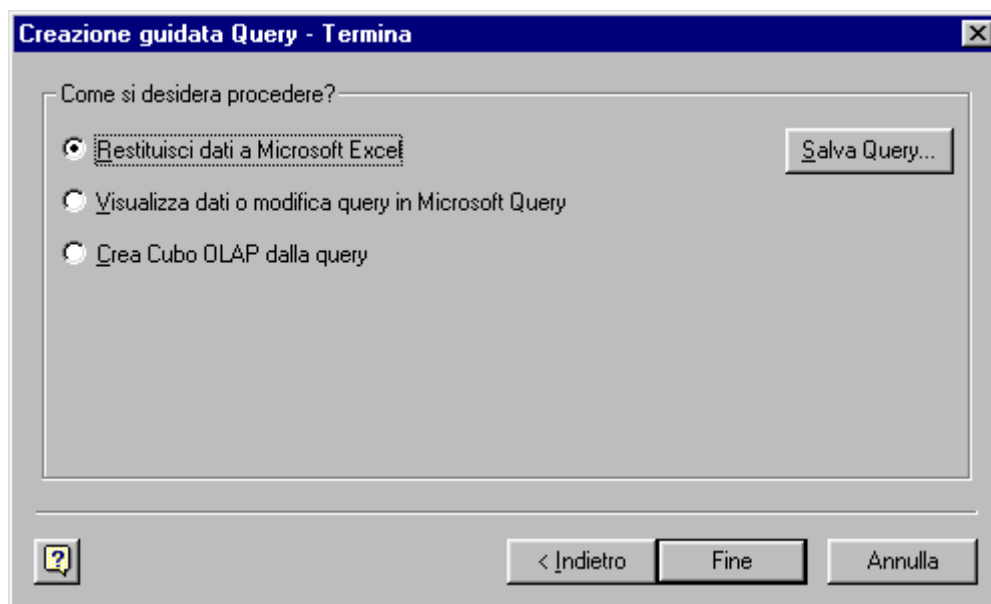 Creazione guidata Query - Termina
Come si desidera procedere?
Restituisci dati a Microsoft Excel
Salva Query...
Visualizza dati o modifica query in Microsoft Query
Crea Cubo OLAP dalla query
?
< Indietro
Fine
Annulla